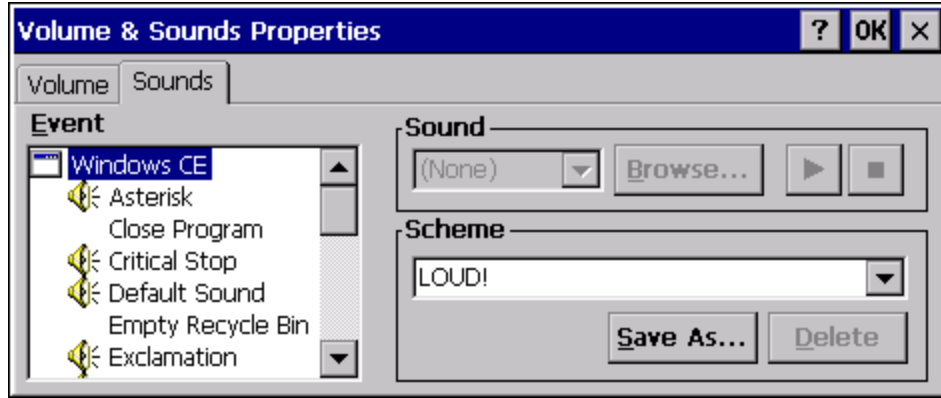 Volume & Sounds Properties ? OK ×
Volume Sounds
Event
Windows CE
Asterisk
Close Program
Critical Stop
Default Sound
Empty Recycle Bin
Exclamation
Sound
(None) Browse...
Scheme
LOUD!
Save As... Delete